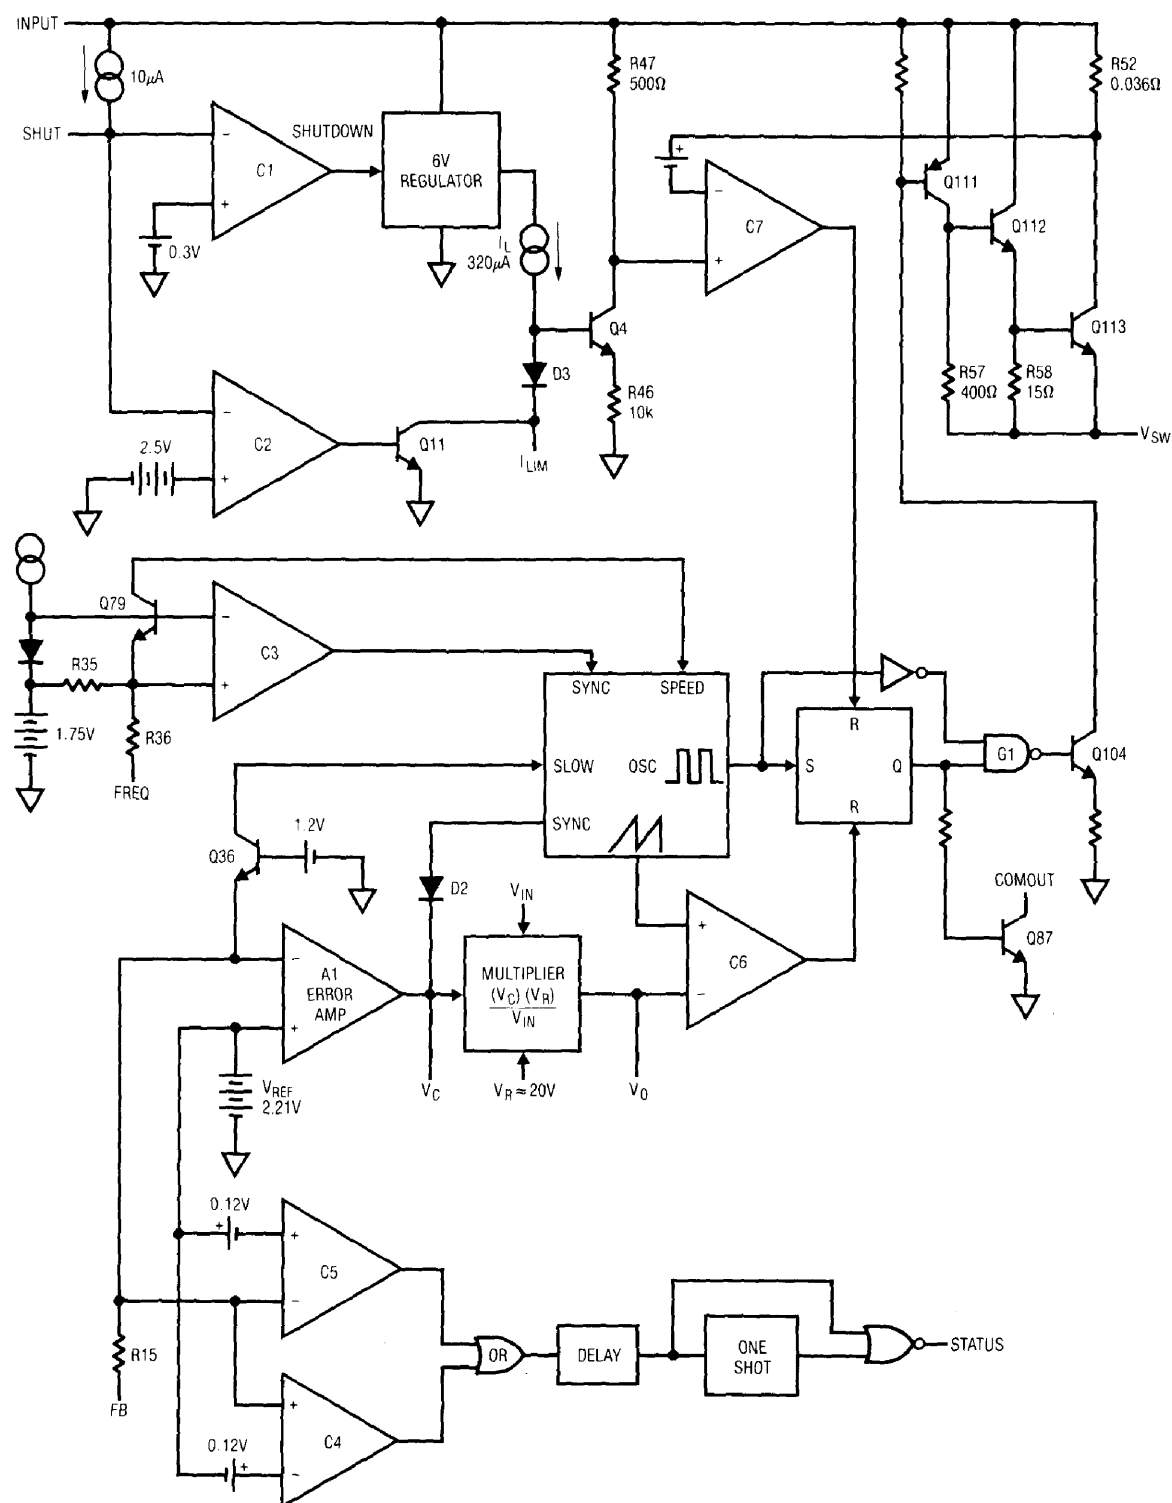 INPUT
10µA
SHUT
C1
−
+
0.3V
SHUTDOWN
6V
REGULATOR
I_L
320µA
R47
500Ω
+
C7
−
+
R52
0.036Ω
Q111
Q112
Q113
R57
400Ω
R58
15Ω
V_SW
Q4
D3
R46
10k
C2
−
+
2.5V
Q11
I_LIM
Q79
C3
−
+
R35
1.75V
R36
FREQ
SYNC
SPEED
SLOW
OSC
SYNC
R
S
Q
R
G1
Q104
Q36
1.2V
D2
V_IN
COMOUT
Q87
A1
ERROR
AMP
−
+
MULTIPLIER
(V_C) (V_R)
V_IN
C6
+
−
V_REF
2.21V
V_C
V_R ≈ 20V
V_O
0.12V
+
C5
+
−
R15
FB
OR
DELAY
ONE
SHOT
STATUS
C4
+
−
0.12V
+